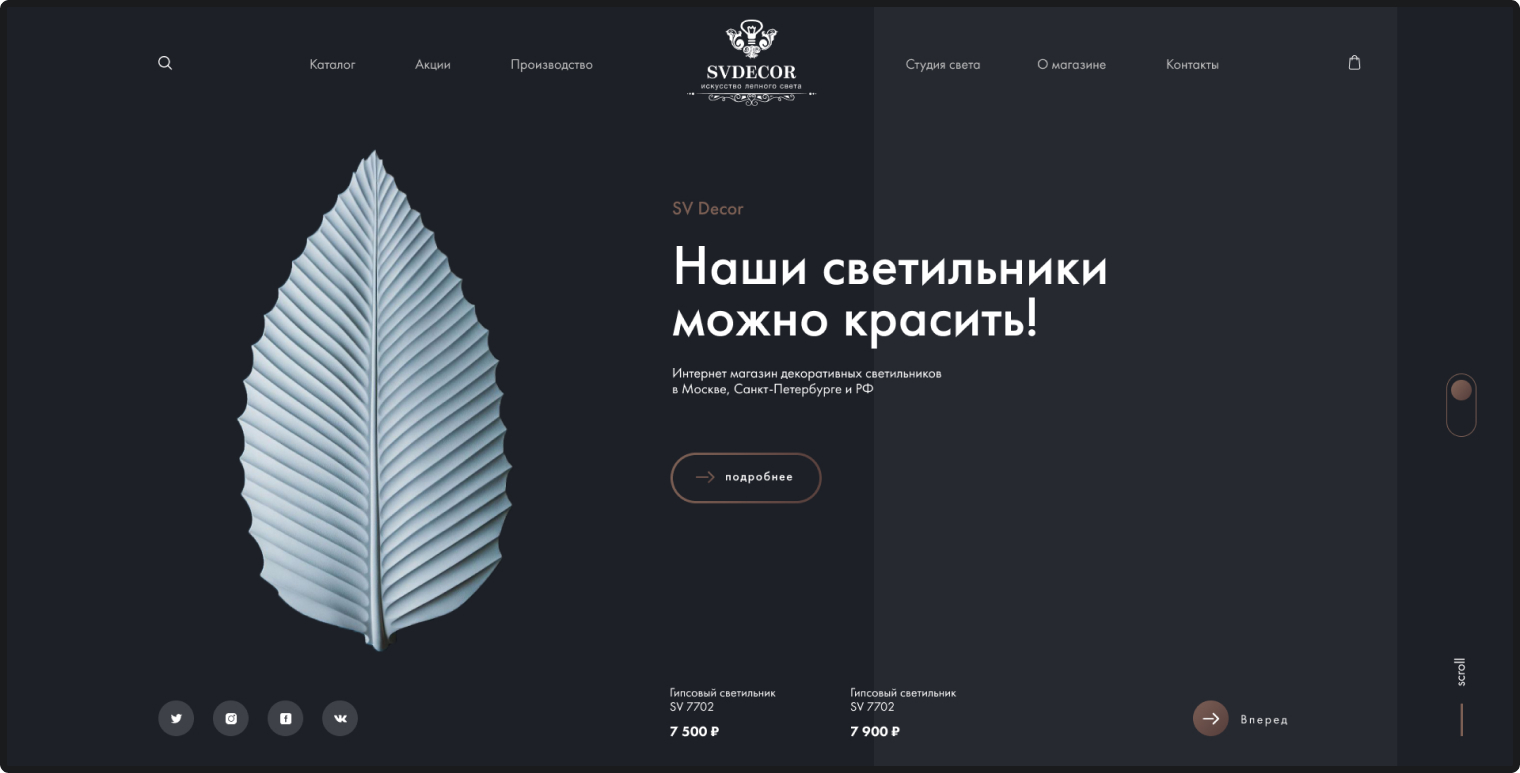 Каталог
Акции
Производство
SVDECOR
искусство лепного света
Студия света
О магазине
Контакты
SV Decor
Наши светильники
можно красить!
Интернет магазин декоративных светильников
в Москве, Санкт-Петербурге и РФ
подробнее
Гипсовый светильник
SV 7702
7 500 ₽
Гипсовый светильник
SV 7702
7 900 ₽
Вперед
scroll